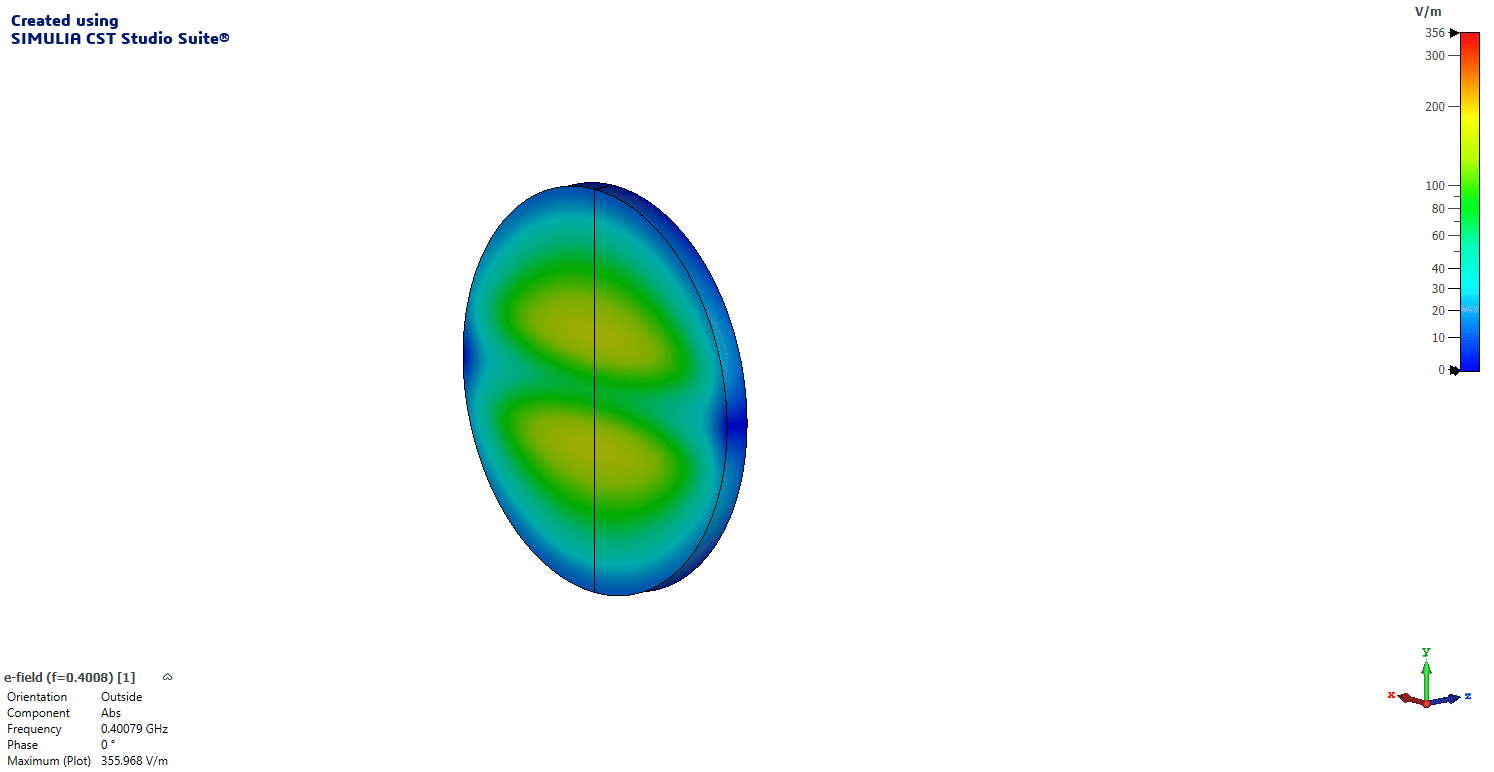 Created using
SIMULIA CST Studio Suite®
V/m
356
300
200
100
80
60
40
30
20
10
0
e-field (f=0.4008) [1]
Orientation Outside
Component Abs
Frequency 0.40079 GHz
Phase 0 °
Maximum (Plot) 355.968 V/m
y
x z